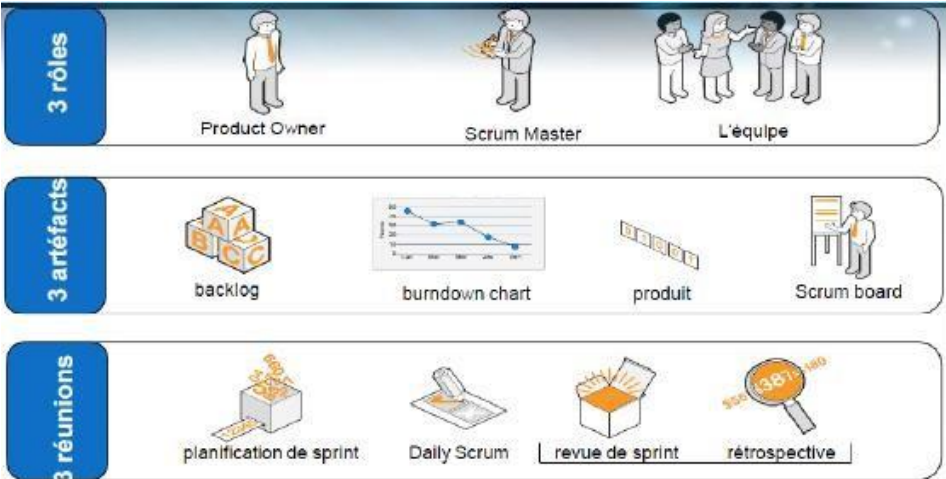 3 rôles
Product Owner
Scrum Master
L'équipe
3 artéfacts
backlog
burndown chart
produit
Scrum board
3 réunions
planification de sprint
Daily Scrum
revue de sprint
rétrospective